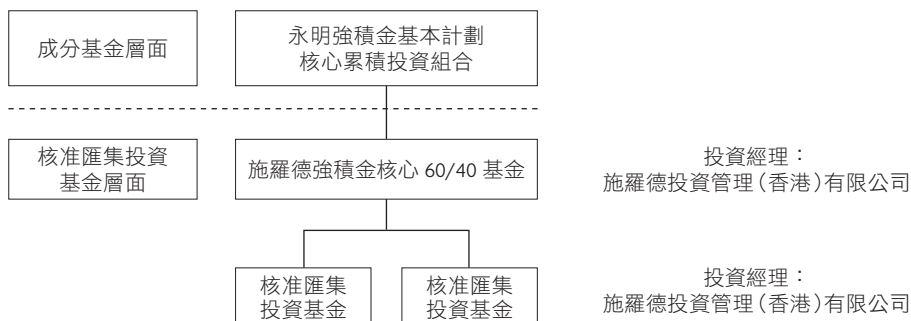 成分基金層面
永明強積金基本計劃
核心累積投資組合
核准匯集投資
基金層面
施羅德強積金核心 60/40 基金
投資經理：
施羅德投資管理(香港)有限公司
核准匯集
投資基金
核准匯集
投資基金
投資經理：
施羅德投資管理(香港)有限公司